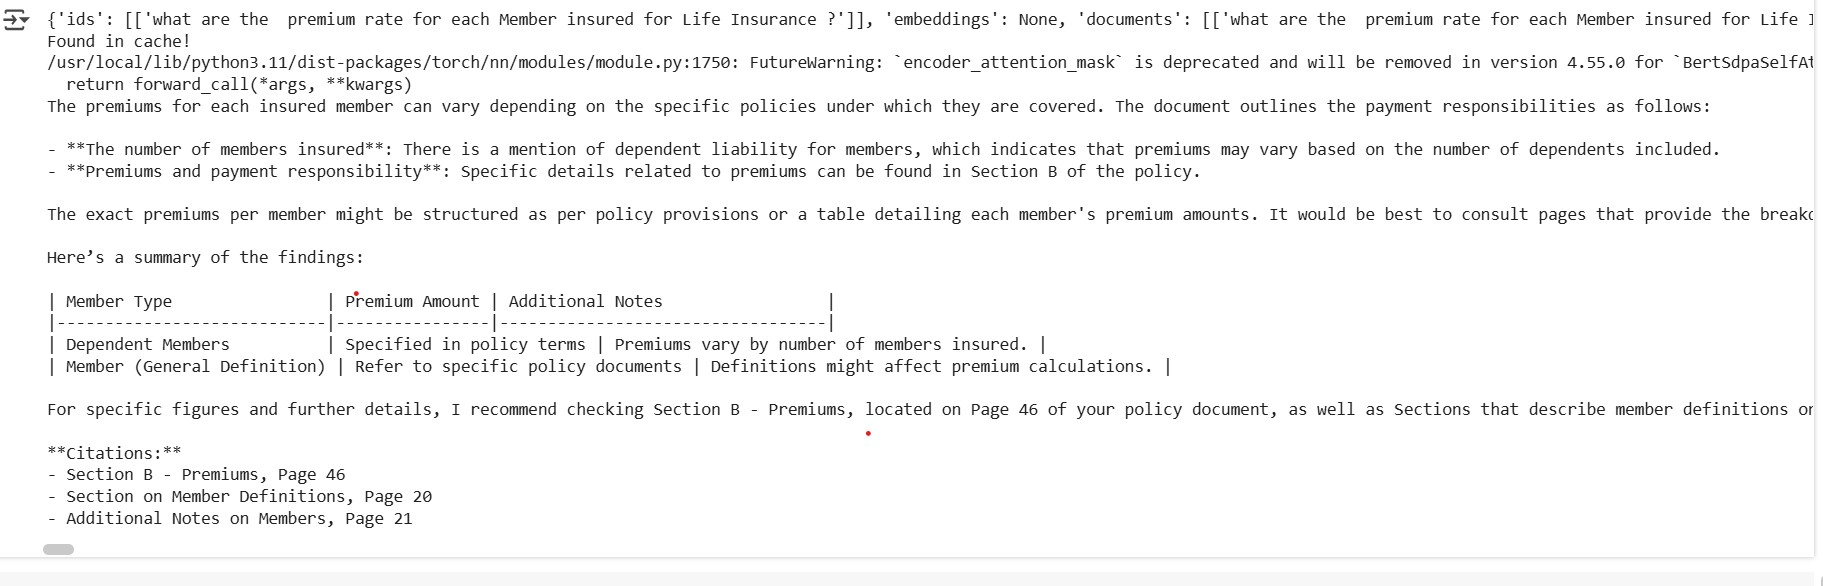 {'ids': [['what are the  premium rate for each Member insured for Life Insurance ?']], 'embeddings': None, 'documents': [['what are the  premium rate for each Member insured for Life
Found in cache!
/usr/local/lib/python3.11/dist-packages/torch/nn/modules/module.py:1750: FutureWarning: `encoder_attention_mask` is deprecated and will be removed in version 4.55.0 for `BertSdpaSelfAt
  return forward_call(*args, **kwargs)
The premiums for each insured member can vary depending on the specific policies under which they are covered. The document outlines the payment responsibilities as follows:
- **The number of members insured**: There is a mention of dependent liability for members, which indicates that premiums may vary based on the number of dependents included.
- **Premiums and payment responsibility**: Specific details related to premiums can be found in Section B of the policy.
The exact premiums per member might be structured as per policy provisions or a table detailing each member's premium amounts. It would be best to consult pages that provide the
Here’s a summary of the findings:
| Member Type                | Premium Amount | Additional Notes                 |
|----------------------------|----------------|----------------------------------|
| Dependent Members          | Specified in policy terms | Premiums vary by number of members insured. |
| Member (General Definition) | Refer to specific policy documents | Definitions might affect premium calculations. |
For specific figures and further details, I recommend checking Section B - Premiums, located on Page 46 of your policy document, as well as Sections that describe member definitions or
**Citations:**
- Section B - Premiums, Page 46
- Section on Member Definitions, Page 20
- Additional Notes on Members, Page 21